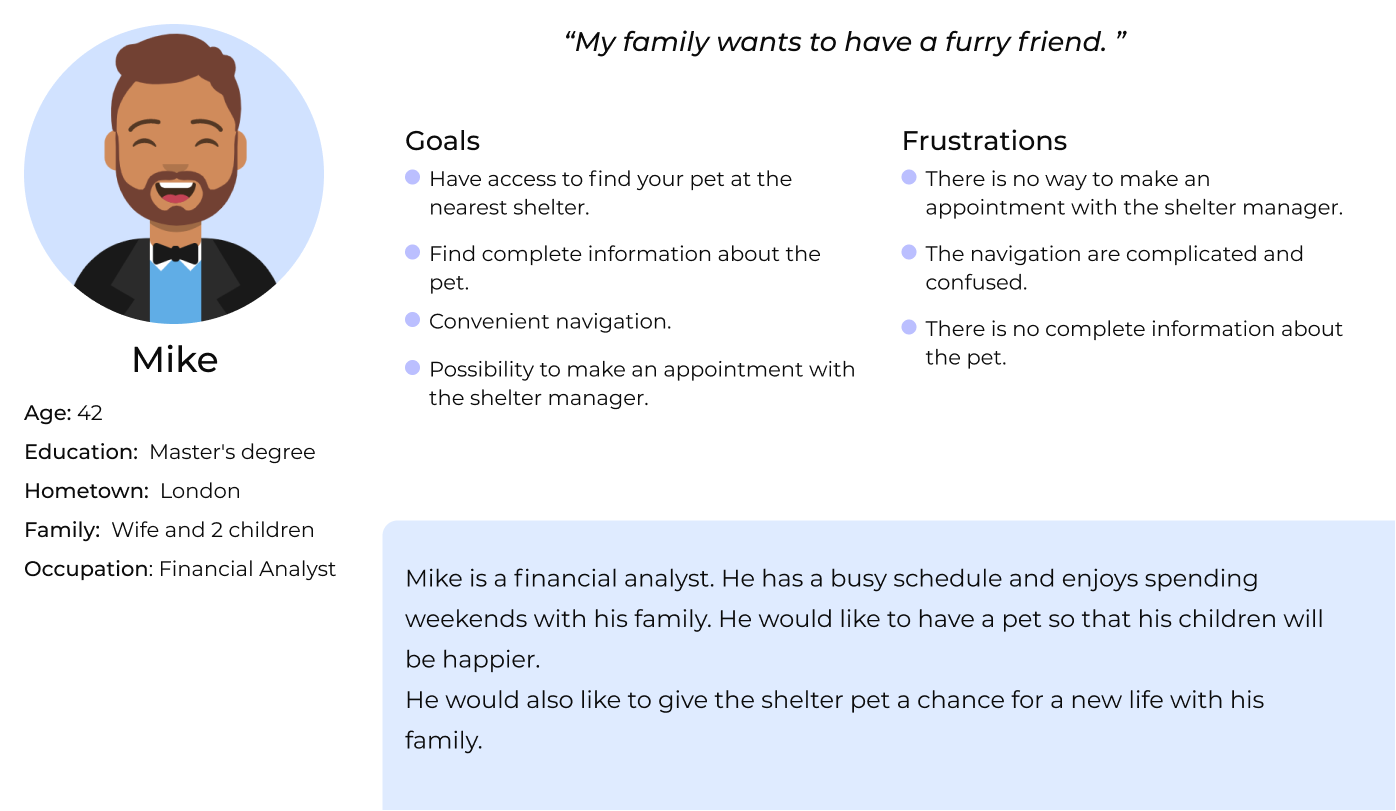 “My family wants to have a furry friend. ”
Mike
Age: 42
Education: Master's degree
Hometown: London
Family: Wife and 2 children
Occupation: Financial Analyst
Goals
Have access to find your pet at the
nearest shelter.
Find complete information about the
pet.
Convenient navigation.
Possibility to make an appointment with
the shelter manager.
Frustrations
There is no way to make an
appointment with the shelter manager.
The navigation are complicated and
confused.
There is no complete information about
the pet.
Mike is a financial analyst. He has a busy schedule and enjoys spending
weekends with his family. He would like to have a pet so that his children will
be happier.
He would also like to give the shelter pet a chance for a new life with his
family.